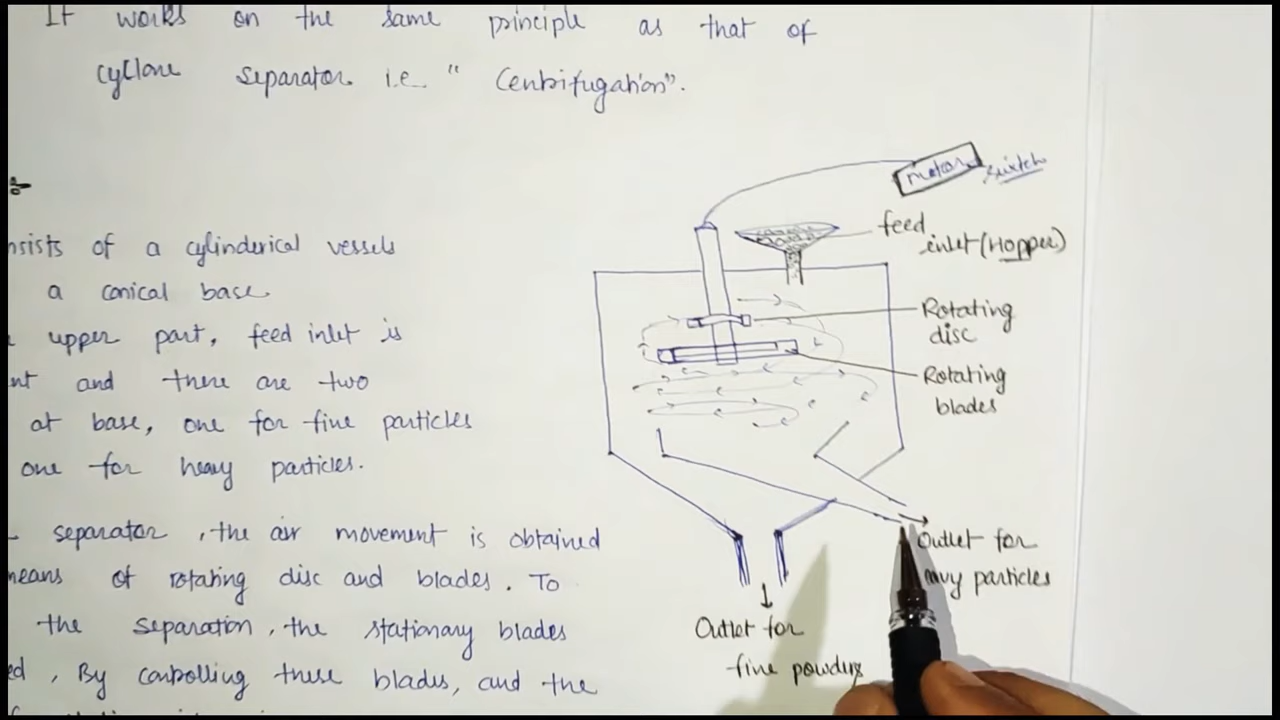 It works on the same principle as that of
cyclone separator i.e. " Centrifugation".
motor
switch
feed
inlet (Hopper)
Rotating
disc
Rotating
blades
Outlet for
avy particles
Outlet for
fine powders
nsists of a cylinderical vessels
a conical base
upper part, feed inlet is
nt and there are two
at base, one for fine particles
one for heavy particles.
separator, the air movement is obtained
means of rotating disc and blades. To
the separation, the stationary blades
ed, By controlling these blades, and the